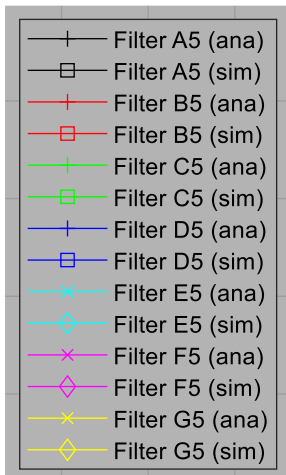 Filter A5 (ana)
Filter A5 (sim)
Filter B5 (ana)
Filter B5 (sim)
Filter C5 (ana)
Filter C5 (sim)
Filter D5 (ana)
Filter D5 (sim)
Filter E5 (ana)
Filter E5 (sim)
Filter F5 (ana)
Filter F5 (sim)
Filter G5 (ana)
Filter G5 (sim)